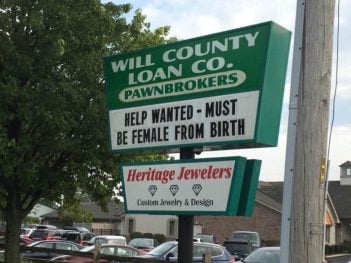 WILL COUNTY
LOAN CO.
PAWNBROKERS
HELP WANTED - MUST
BE FEMALE FROM BIRTH
Heritage Jewelers
Custom Jewelry & Design